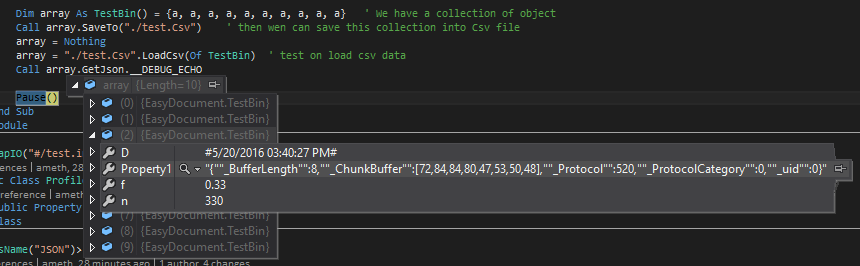 Dim array As TestBin() = {a, a, a, a, a, a, a, a, a, a}   ' We have a collection of object
Call array.SaveTo("./test.Csv")    ' then wen can save this collection into Csv file
array = Nothing
array = "./test.Csv".LoadCsv(Of TestBin)  ' test on load csv data
Call array.GetJson.__DEBUG_ECHO
array {Length=10}
Pause()
nd Sub
odule
(0) {EasyDocument.TestBin}
(1) {EasyDocument.TestBin}
(2) {EasyDocument.TestBin}
D #5/20/2016 03:40:27 PM#
Property1 "{""_BufferLength"":8,""_ChunkBuffer"":[72,84,84,80,47,53,50,48],""_Protocol"":520,""_ProtocolCategory"":0,""_uid"":0}"
f 0.33
n 330
(7) {EasyDocument.TestBin}
(8) {EasyDocument.TestBin}
(9) {EasyDocument.TestBin}
apIO("#/test.i
rences | ameth, 28
ic Class Profile
reference | ameth
ublic Property
lass
sName("JSON")>
erences | ameth, 28 minutes ago | 1 author, 4 changes